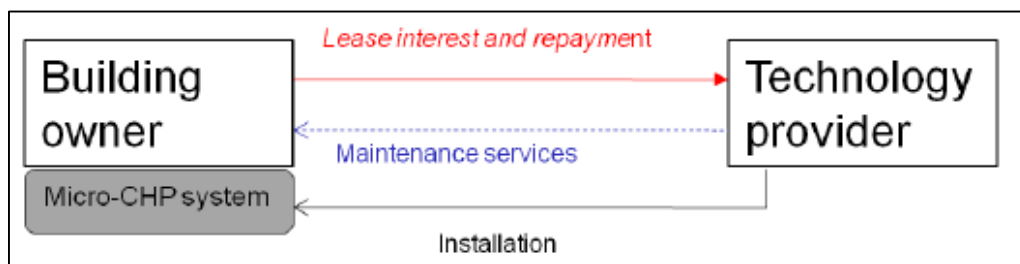 Lease interest and repayment
Building
owner
Technology
provider
Maintenance services
Micro-CHP system
Installation